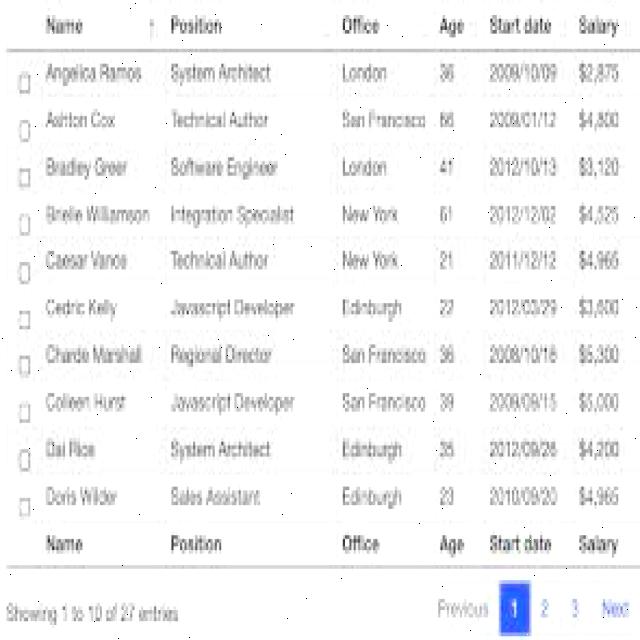 Name Position Office Age Start date Salary
Angelica Ramos System Architect London 36 2009/10/09 $2,875
Ashton Cox Technical Author San Francisco 66 2009/01/12 $4,800
Bradley Greer Software Engineer London 41 2012/10/13 $3,120
Brielle Williamson Integration Specialist New York 61 2012/12/02 $4,525
Caesar Vance Technical Author New York 21 2011/12/12 $4,965
Cedric Kelly Javascript Developer Edinburgh 22 2012/03/29 $3,600
Charde Marshall Regional Director San Francisco 36 2008/10/16 $5,300
Colleen Hurst Javascript Developer San Francisco 39 2009/09/15 $5,000
Dai Rios System Architect Edinburgh 35 2012/09/26 $4,200
Doris Wilder Sales Assistant Edinburgh 23 2010/09/20 $4,965
Name Position Office Age Start date Salary
Showing 1 to 10 of 27 entries Previous 1 2 3 Next